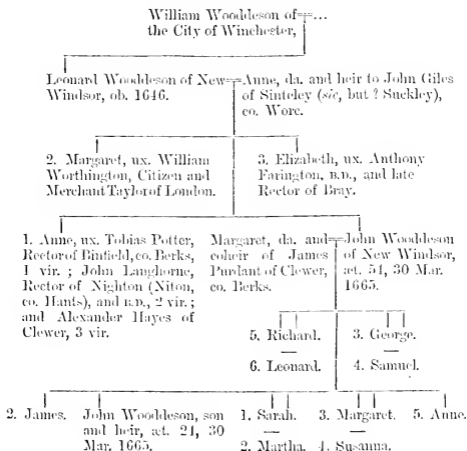 William Wooddeson of=...
the City of Winchester,
Leonard Wooddeson of New=Anne, da. and heir to John Giles
Windsor, ob. 1646.
of Sinteley (sic, but ? Suckley),
co. Worc.
2. Margaret, ux. William
Worthington, Citizen and
Merchant Taylor of London.
3. Elizabeth, ux. Anthony
Farington, B.D., and late
Rector of Bray.
1. Anne, ux. Tobias Potter,
Rector of Binfield, co. Berks,
1 vir. ; John Langhorne,
Rector of Nighton (Niton,
co. Hants), and B.D., 2 vir. ;
and Alexander Hayes of
Clewer, 3 vir.
Margaret, da. and=John Wooddeson
coheir of James
Purdant of Clewer,
co. Berks.
of New Windsor,
æt. 51, 30 Mar.
1665.
5. Richard.
—
6. Leonard.
3. George.
—
4. Samuel.
2. James.
John Wooddeson, son
and heir, æt. 21, 30
Mar. 1665.
1. Sarah.
—
2. Martha.
3. Margaret.
—
4. Susanna.
5. Anne.